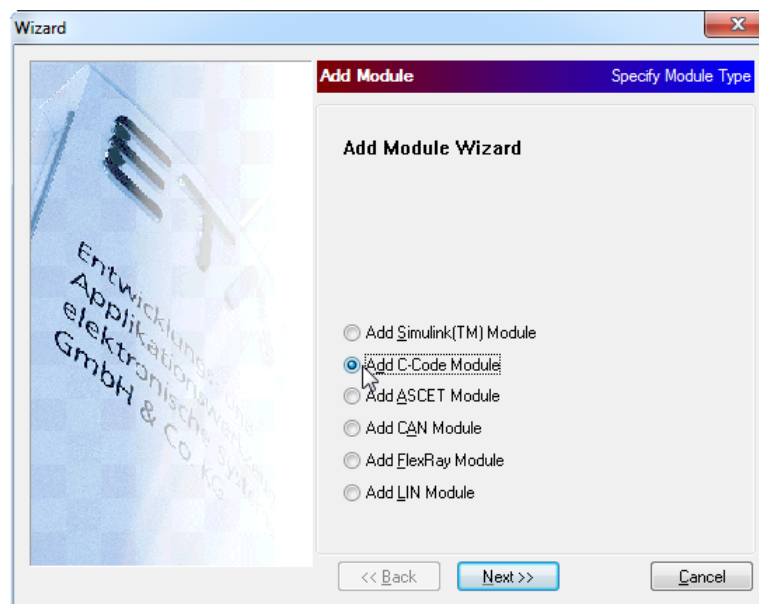 Wizard
Add Module Specify Module Type
Add Module Wizard
ET
Entwicklungs- und
Applikationswerkzeuge
elektronische Systeme
GmbH & Co. KG
Add Simulink(TM) Module
Add C-Code Module
Add ASCET Module
Add CAN Module
Add FlexRay Module
Add LIN Module
<< Back
Next >>
Cancel